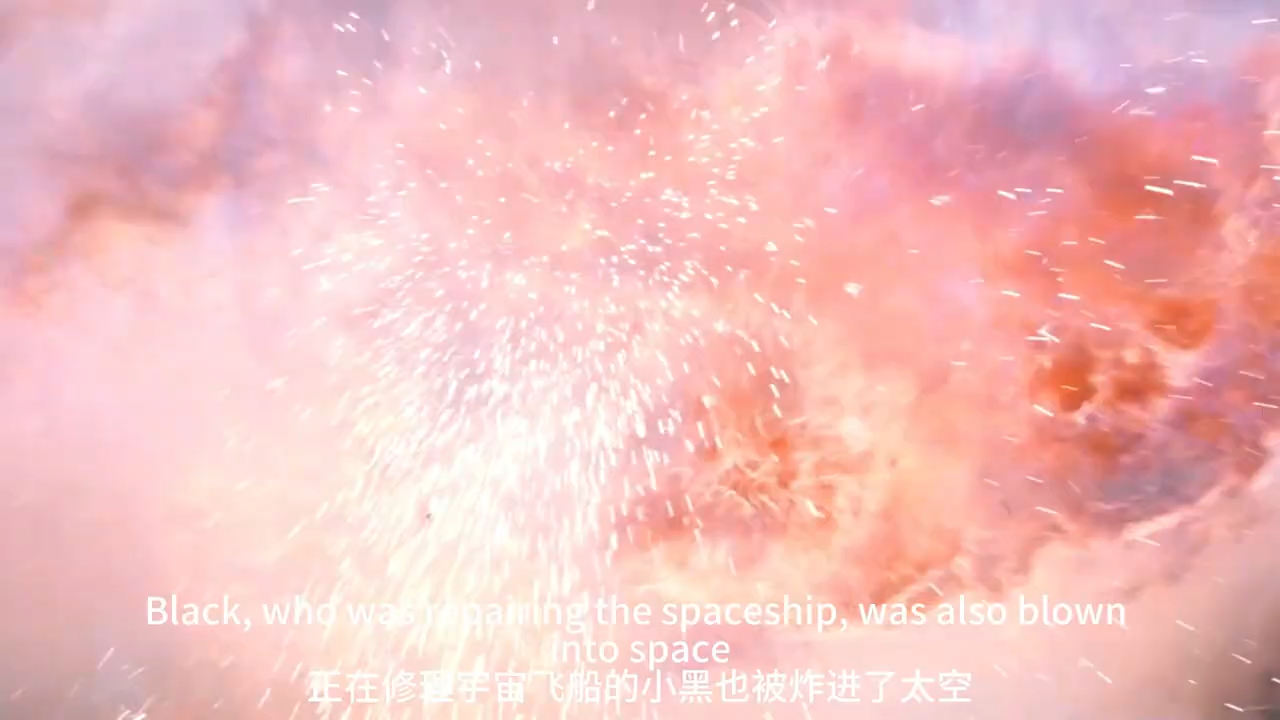 Black, who was repairing the spaceship, was also blown
into space
正在修理宇宙飞船的小黑也被炸进了太空